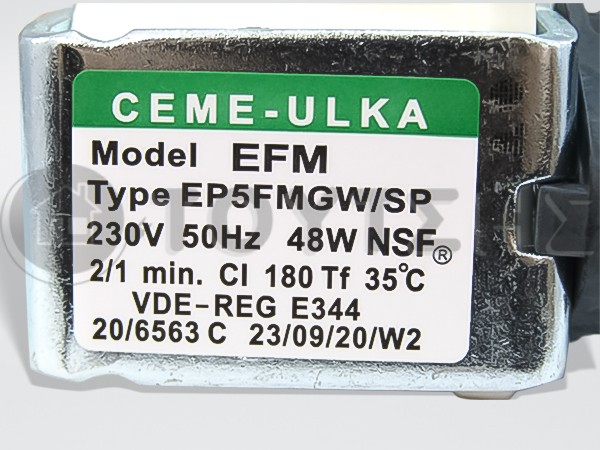 CEME-ULKA
Model EFM
Type EP5FMGW/SP
230V 50Hz 48W NSF®
2/1 min. Cl 180 Tf 35°C
VDE-REG E344
20/6563 C 23/09/20/W2
ΤΟΥΤΣΗΣ